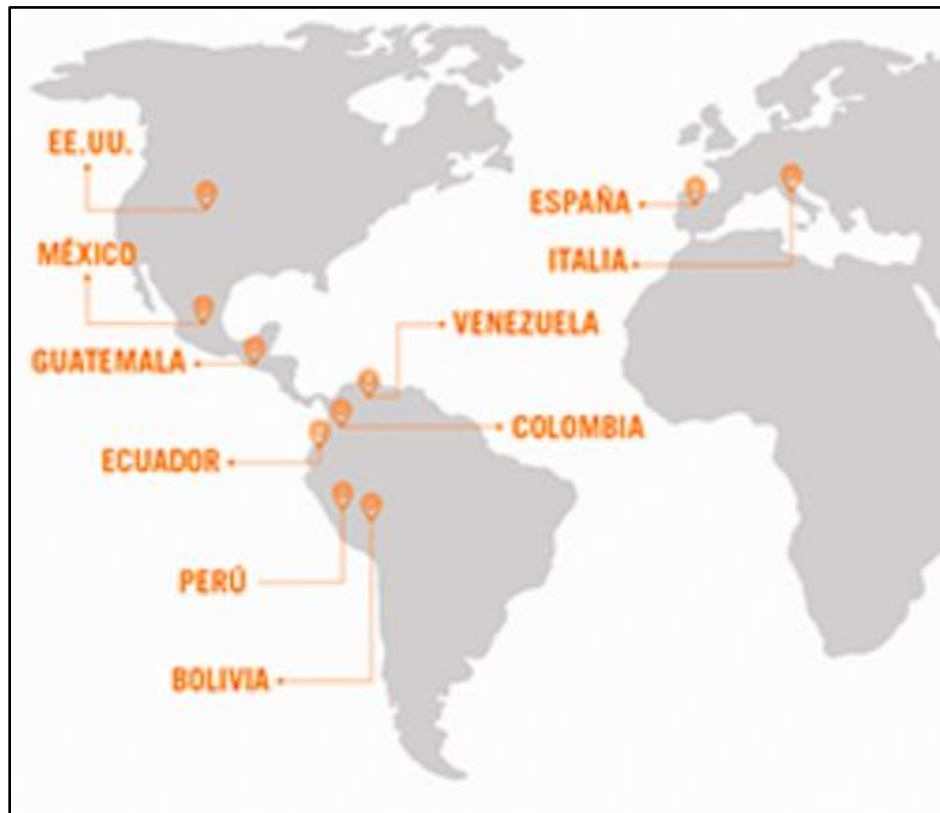 EE.UU.
ESPAÑA
MÉXICO
ITALIA
VENEZUELA
GUATEMALA
COLOMBIA
ECUADOR
PERÚ
BOLIVIA